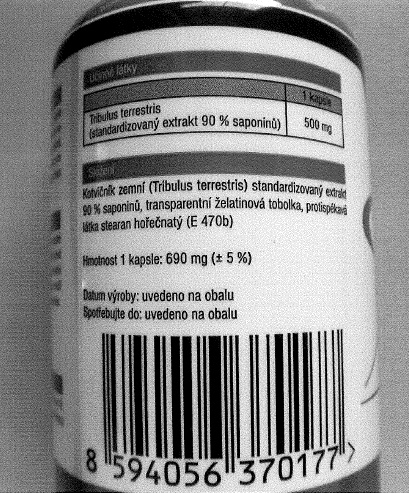 Účinné látky
1 kapsle
Tribulus terrestris
(standardizovaný extrakt 90 % saponinů)
500 mg
Složení
Kotvičník zemní (Tribulus terrestris) standardizovaný extrakt
90 % saponinů, transparentní želatinová tobolka, protispékavá
látka stearan hořečnatý (E 470b)
Hmotnost 1 kapsle: 690 mg (± 5 %)
Datum výroby: uvedeno na obalu
Spotřebujte do: uvedeno na obalu
8 594056 370177 >